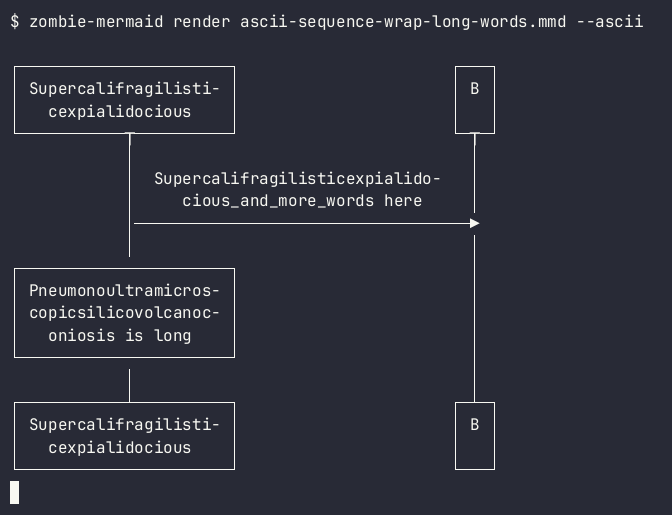 $ zombie-mermaid render ascii-sequence-wrap-long-words.mmd --ascii
Supercalifragilisti-
cexpialidocious
B
Supercalifragilisticexpialido-
cious_and_more_words here
Pneumonoultramicros-
copicsilicovolcanoc-
oniosis is long
Supercalifragilisti-
cexpialidocious
B